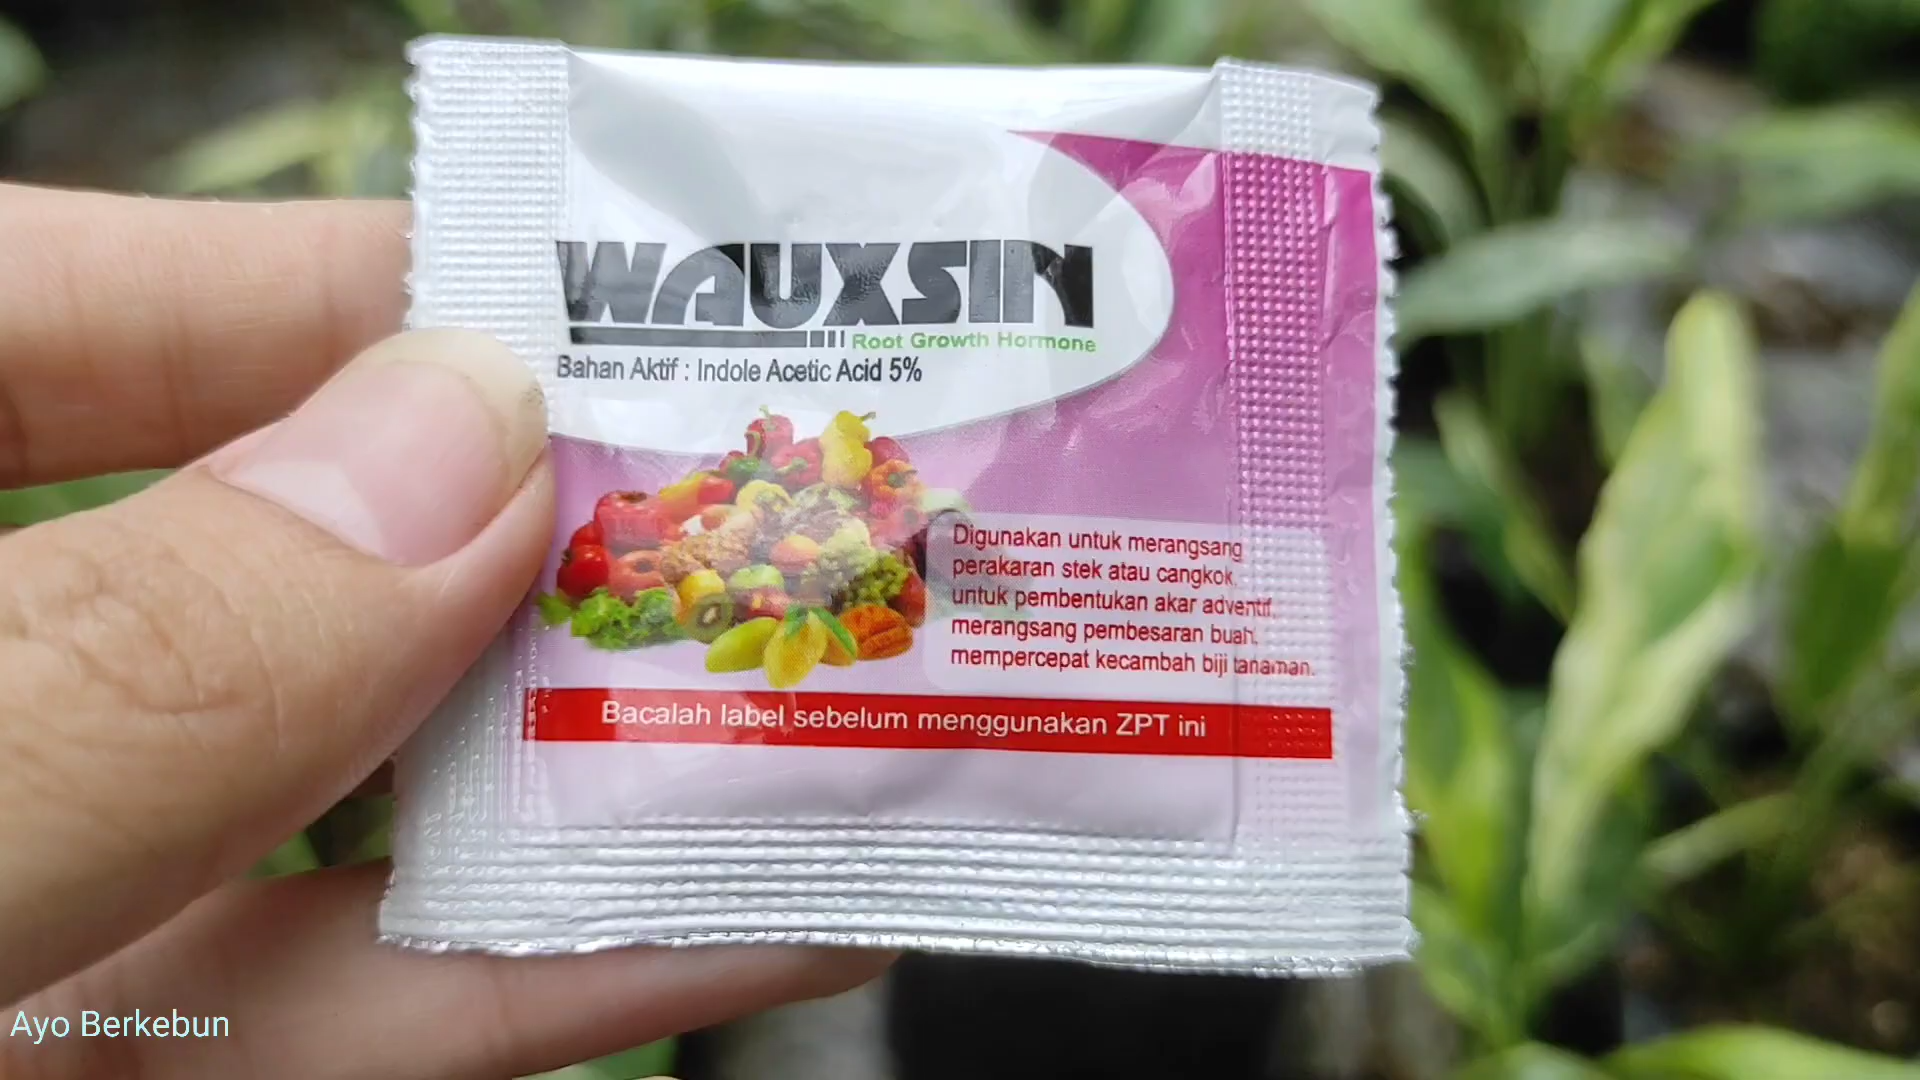 WAUXSIN
Root Growth Hormone
Bahan Aktif : Indole Acetic Acid 5%
Digunakan untuk merangsang
perakaran stek atau cangkok,
untuk pembentukan akar adventif,
merangsang pembesaran buah,
mempercepat kecambah biji tanaman.
Bacalah label sebelum menggunakan ZPT ini
Ayo Berkebun